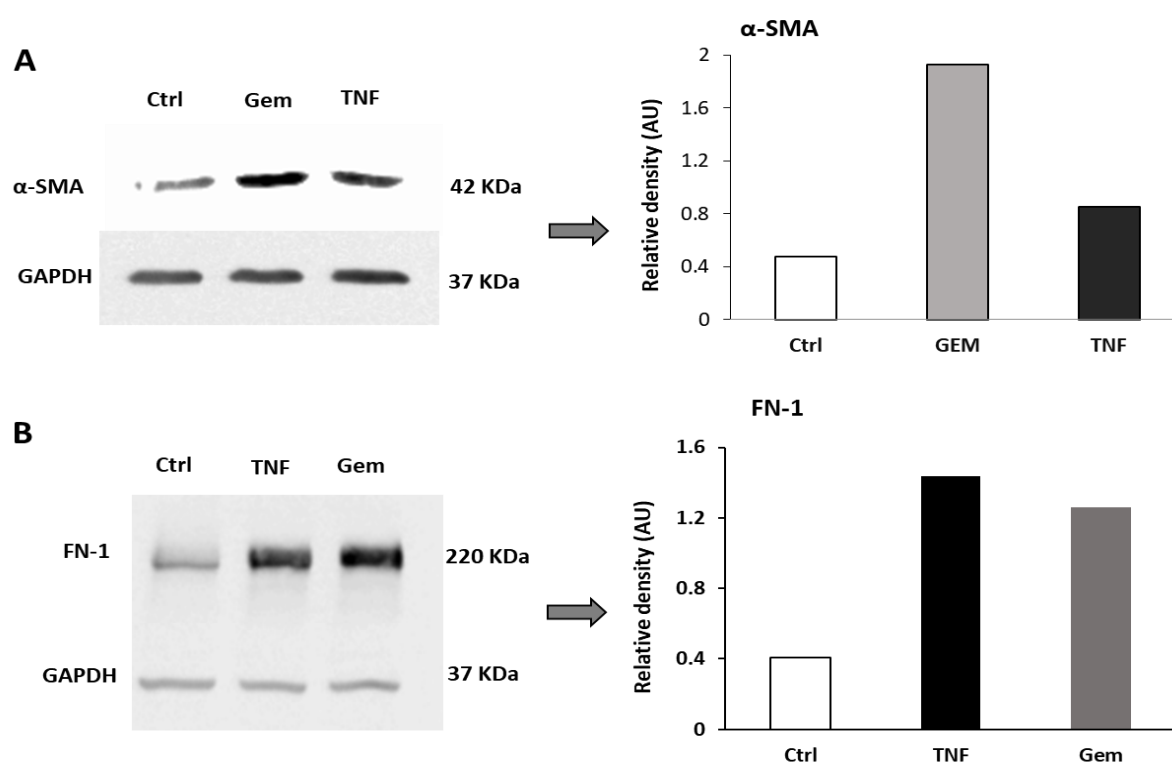 A
Ctrl Gem TNF
α-SMA 42 KDa
GAPDH 37 KDa
α-SMA
Relative density (AU)
2
1.6
1.2
0.8
0.4
0
Ctrl GEM TNF
B
Ctrl TNF Gem
FN-1 220 KDa
GAPDH 37 KDa
FN-1
Relative density (AU)
1.6
1.2
0.8
0.4
0
Ctrl TNF Gem